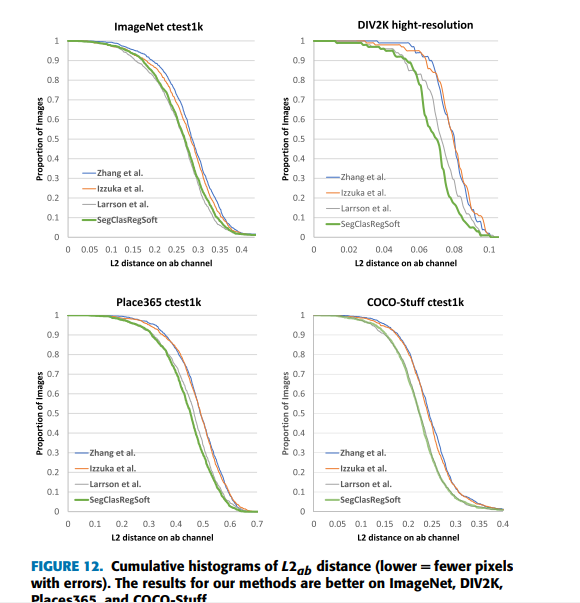 ImageNet ctest1k
1
0.9
0.8
0.7
0.6
0.5
0.4
0.3
0.2
0.1
0
Proportion of Images
Zhang et al.
Izzuka et al.
Larrson et al.
SegClasRegSoft
0 0.05 0.1 0.15 0.2 0.25 0.3 0.35 0.4
L2 distance on ab channel
DIV2K hight-resolution
1
0.9
0.8
0.7
0.6
0.5
0.4
0.3
0.2
0.1
0
Proportion of Images
Zhang et al.
Izzuka et al.
Larrson et al.
SegClasRegSoft
0 0.02 0.04 0.06 0.08 0.1
L2 distance on ab channel
Place365 ctest1k
1
0.9
0.8
0.7
0.6
0.5
0.4
0.3
0.2
0.1
0
Proportion of Images
Zhang et al.
Izzuka et al.
Larrson et al.
SegClasRegSoft
0 0.1 0.2 0.3 0.4 0.5 0.6 0.7
L2 distance on ab channel
COCO-Stuff ctest1k
1
0.9
0.8
0.7
0.6
0.5
0.4
0.3
0.2
0.1
0
Proportion of Images
Zhang et al.
Izzuka et al.
Larrson et al.
SegClasRegSoft
0 0.05 0.1 0.15 0.2 0.25 0.3 0.35 0.4
L2 distance on ab channel
FIGURE 12. Cumulative histograms of L2ab distance (lower = fewer pixels
with errors). The results for our methods are better on ImageNet, DIV2K,
Places365, and COCO-Stuff